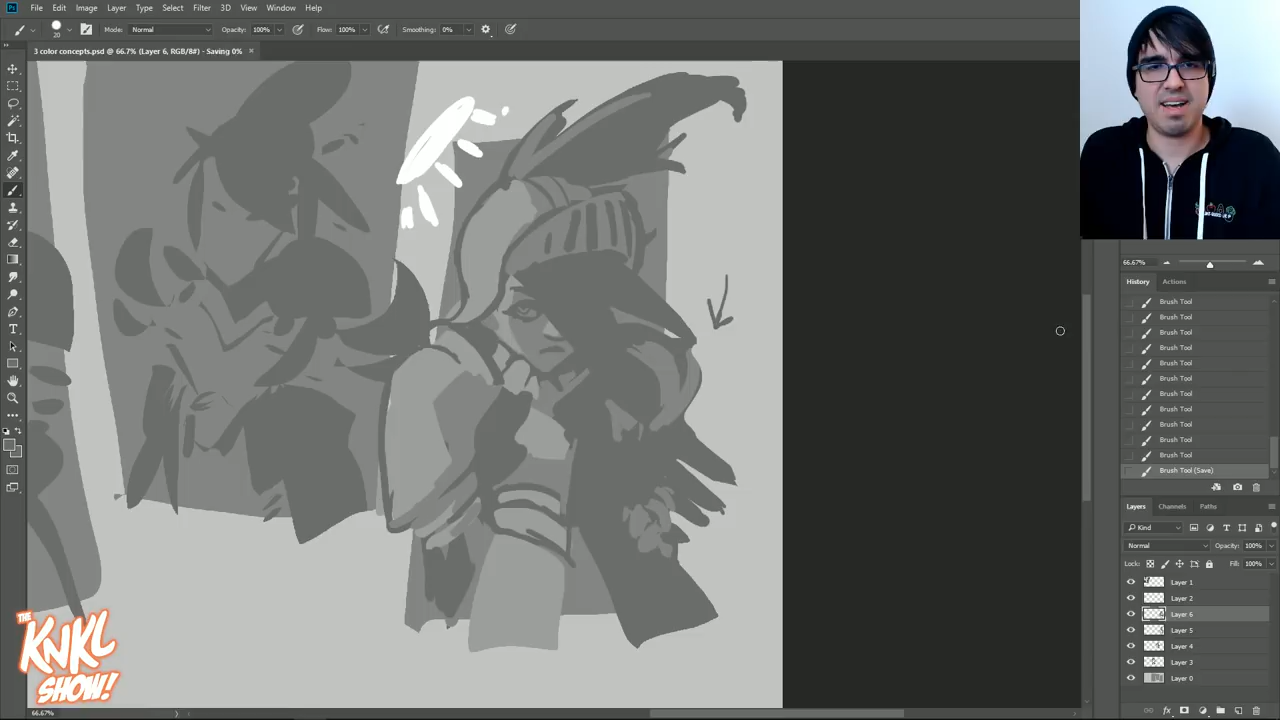 File Edit Image Layer Type Select Filter 3D View Window Help
20 Mode: Normal Opacity: 100% Flow: 100% Smoothing: 0%
3 color concepts.psd @ 66.7% (Layer 6, RGB/8#) - Saving 0% ×
66.67%
History Actions
Brush Tool
Brush Tool
Brush Tool
Brush Tool
Brush Tool
Brush Tool
Brush Tool
Brush Tool
Brush Tool
Brush Tool
Brush Tool
Brush Tool (Save)
Layers Channels Paths
Kind
Normal Opacity: 100%
Lock: Fill: 100%
Layer 1
Layer 2
Layer 6
Layer 5
Layer 4
Layer 3
Layer 0
THE
KNKL
SHOW!
66.67%